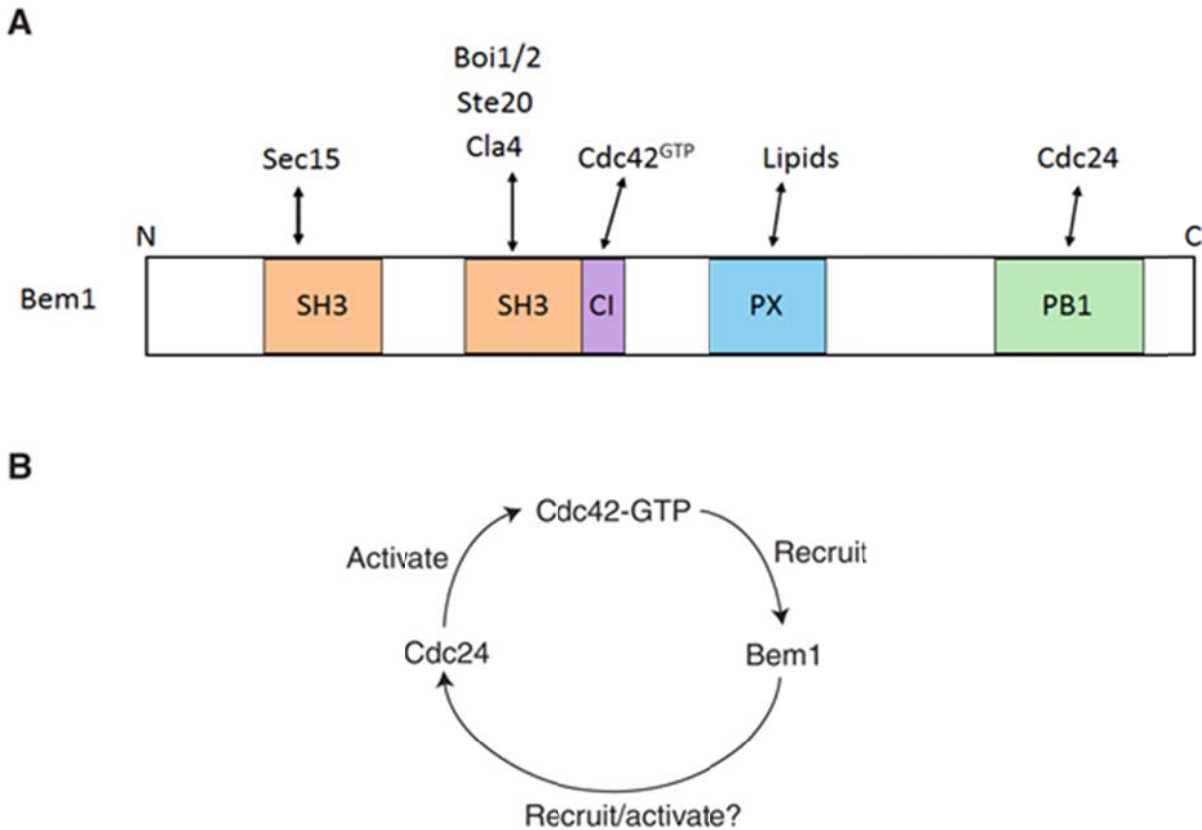 A
Boi1/2
Ste20
Cla4
Sec15
Cdc42GTP
Lipids
Cdc24
N
C
Bem1
SH3
SH3
CI
PX
PB1
B
Cdc42-GTP
Activate
Recruit
Cdc24
Bem1
Recruit/activate?